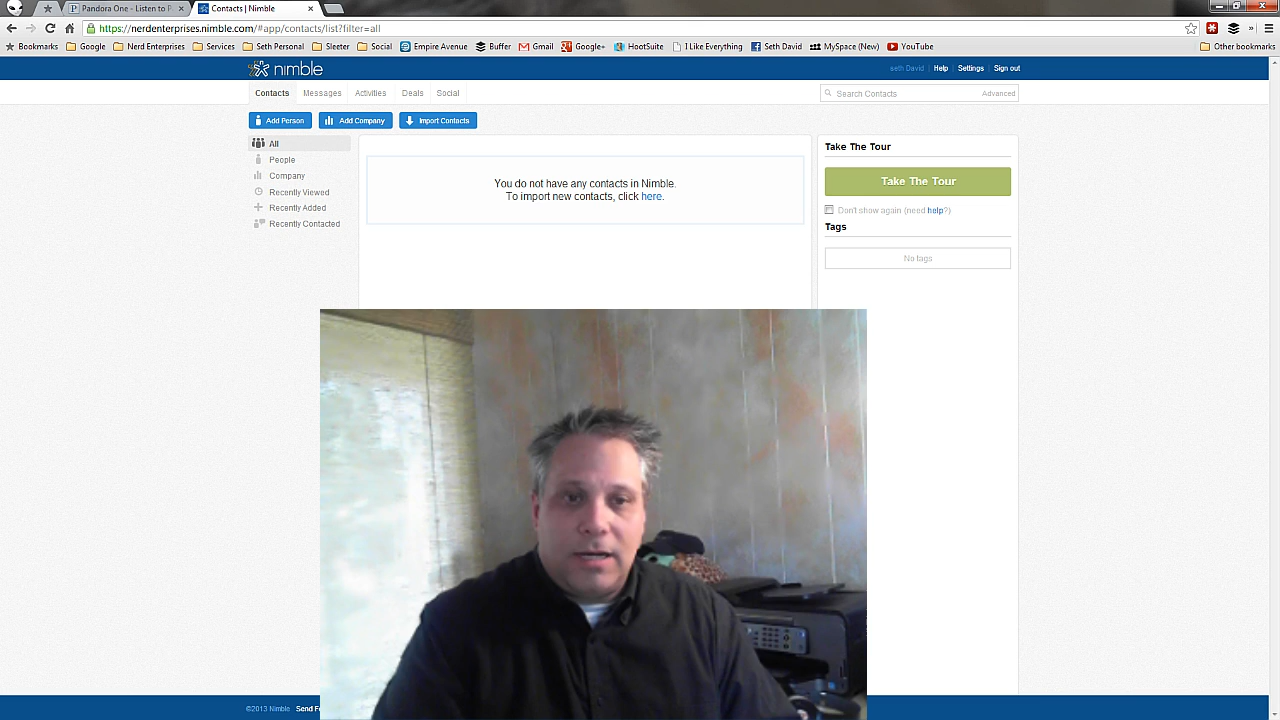 Pandora One - Listen to P
Contacts | Nimble
https://nerdenterprises.nimble.com/#app/contacts/list?filter=all
Bookmarks Google Nerd Enterprises Services Seth Personal Sleeter Social Empire Avenue Buffer Gmail Google+ HootSuite I Like Everything Seth David MySpace (New) YouTube Other bookmarks
nimble
seth David Help Settings Sign out
Contacts Messages Activities Deals Social
Search Contacts Advanced
Add Person Add Company Import Contacts
All
People
Company
Recently Viewed
Recently Added
Recently Contacted
You do not have any contacts in Nimble.
To import new contacts, click here.
Take The Tour
Take The Tour
Don't show again (need help?)
Tags
No tags
©2013 Nimble Send F